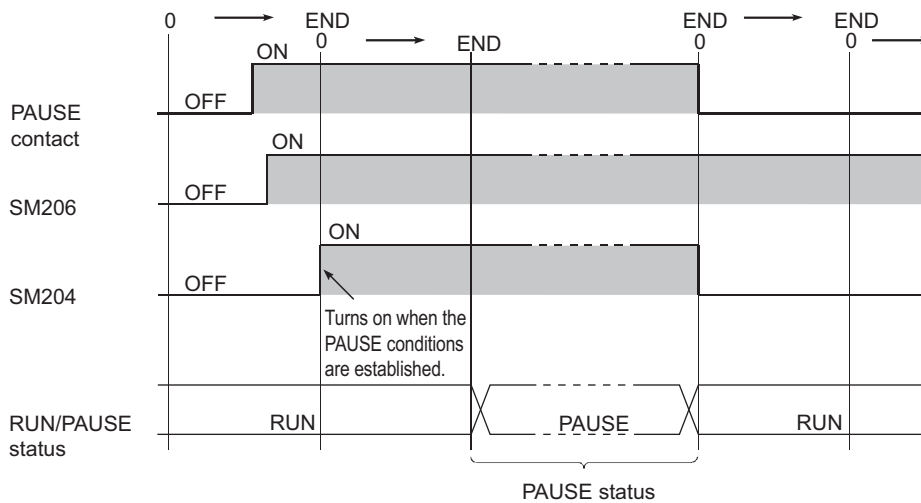 0 END END END
0 0 0
ON
OFF
PAUSE
contact
ON
OFF
SM206
ON
OFF
SM204
Turns on when the
PAUSE conditions
are established.
RUN/PAUSE
status
RUN PAUSE RUN
PAUSE status